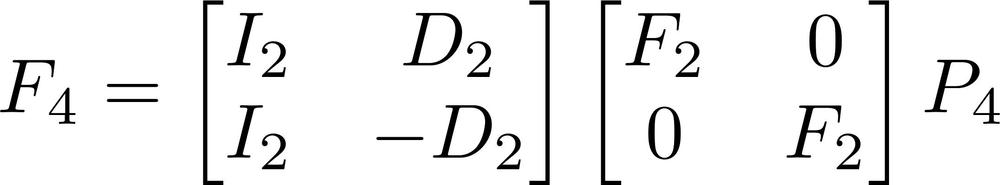 F_4 = \begin{bmatrix} I_2 & D_2 \\ I_2 & -D_2 \end{bmatrix} \begin{bmatrix} F_2 & 0 \\ 0 & F_2 \end{bmatrix} P_4